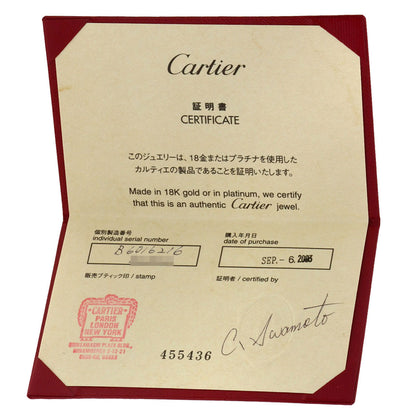 Cartier
証明書
CERTIFICATE
このジュエリーは、18金またはプラチナを使用した
カルティエの製品であることを証明いたします。
Made in 18K gold or in platinum, we certify
that this is an authentic Cartier jewel.
個別製造番号
individual serial number
B6016216
購入年月日
date of purchase
SEP.-6.2005
販売ブティック印 / stamp
証明者 / certified by
CARTIER
PARIS
LONDON
NEW YORK
455436
C. Iwamoto